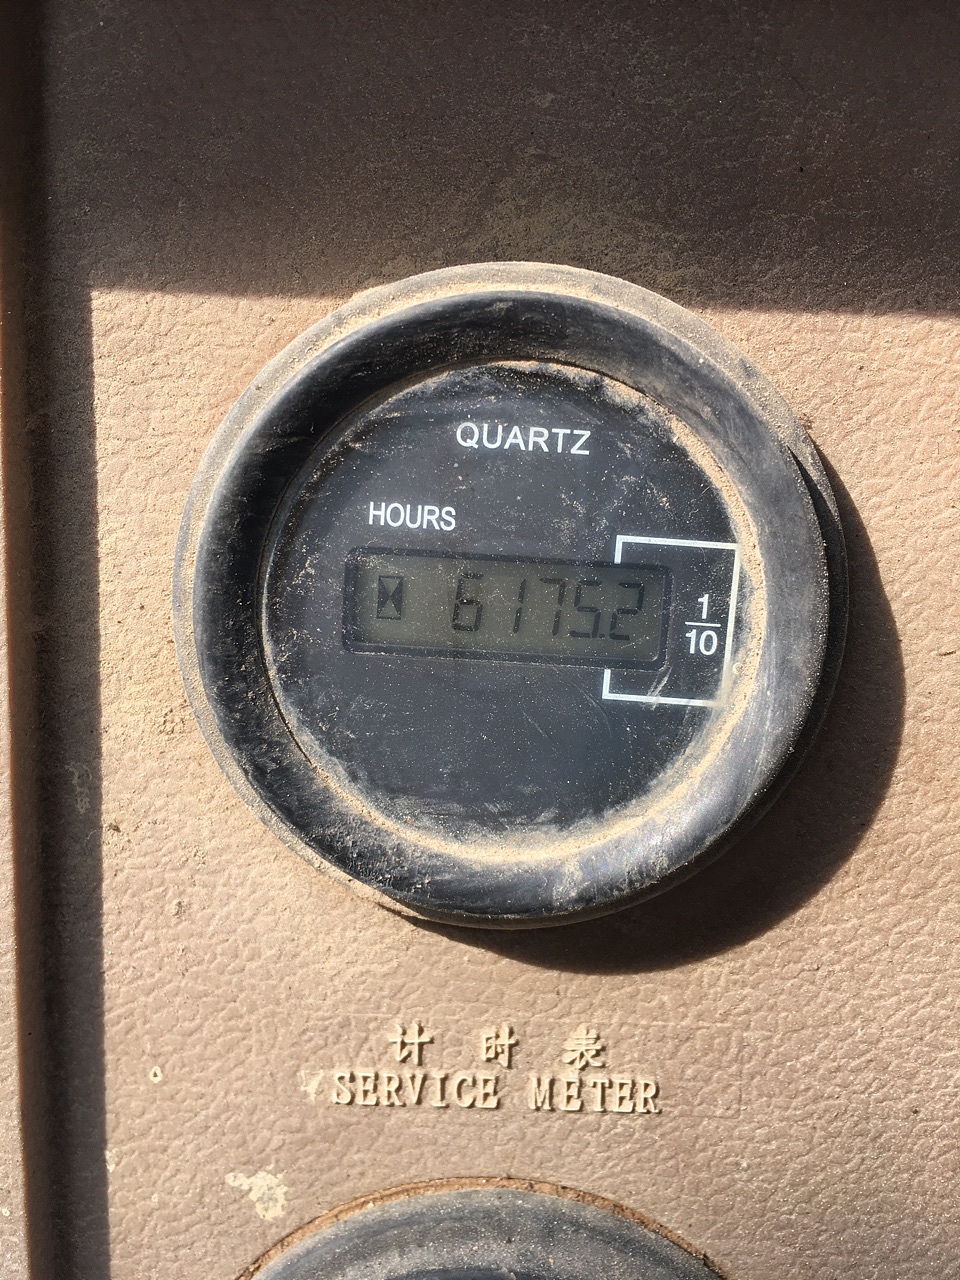 QUARTZ
HOURS
6175.2
1/10
计时表
SERVICE METER